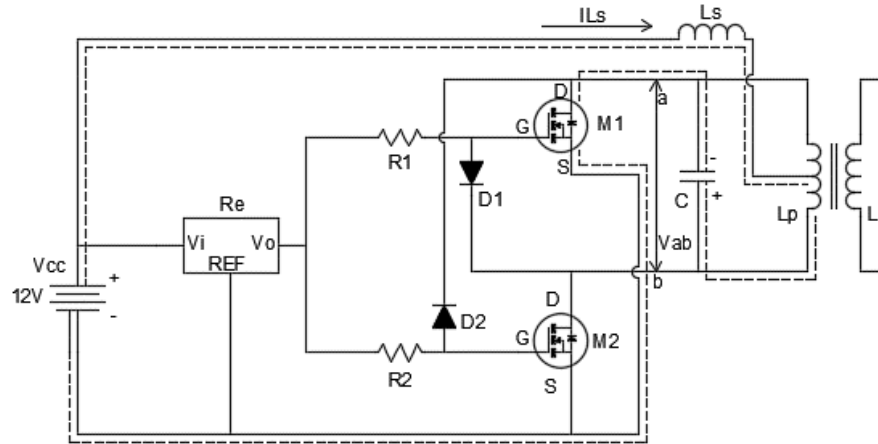 ILs
Ls
D
a
G
M1
S
R1
D1
-
C
+
Lp
L
Re
Vi
Vo
REF
Vab
b
Vcc
+
12V
-
D2
D
G
M2
R2
S